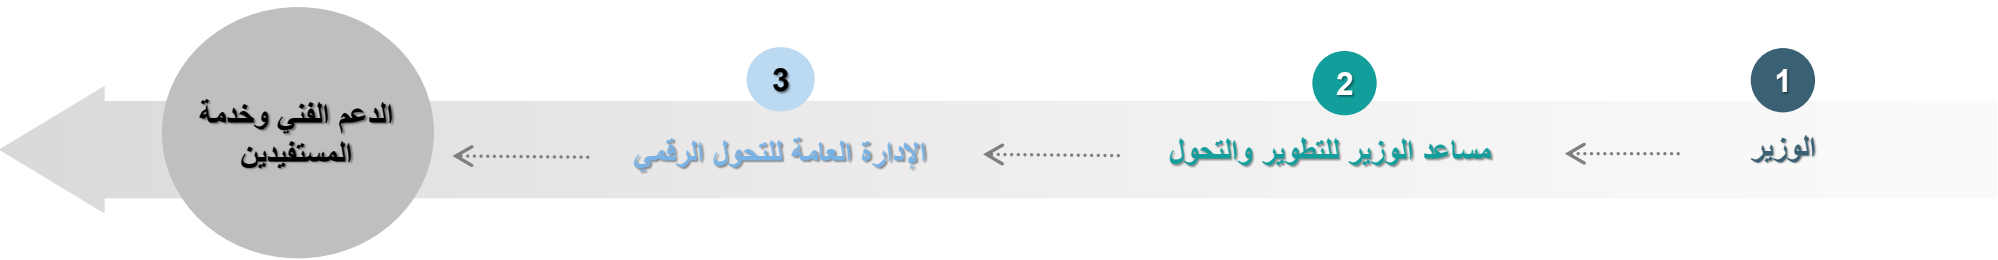 1
الوزير
2
مساعد الوزير للتطوير والتحول
3
الإدارة العامة للتحول الرقمي
الدعم الفني وخدمة
المستفيدين